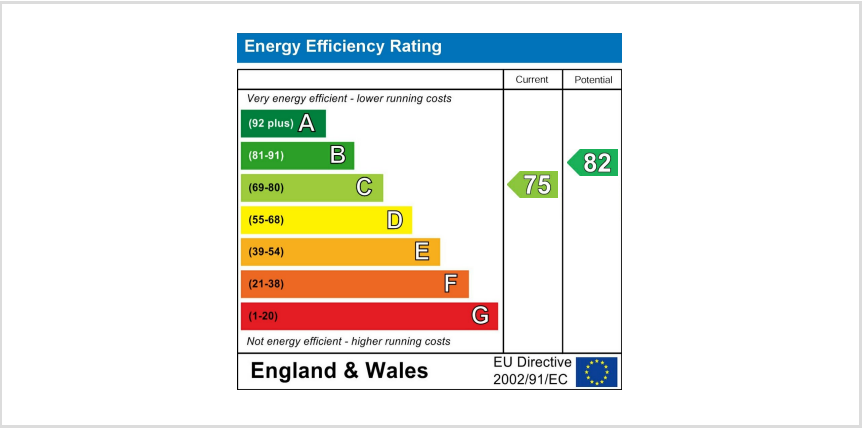 Energy Efficiency Rating
Current Potential
Very energy efficient - lower running costs
(92 plus) A
(81-91) B
(69-80) C
(55-68) D
(39-54) E
(21-38) F
(1-20) G
75
82
Not energy efficient - higher running costs
England & Wales
EU Directive
2002/91/EC